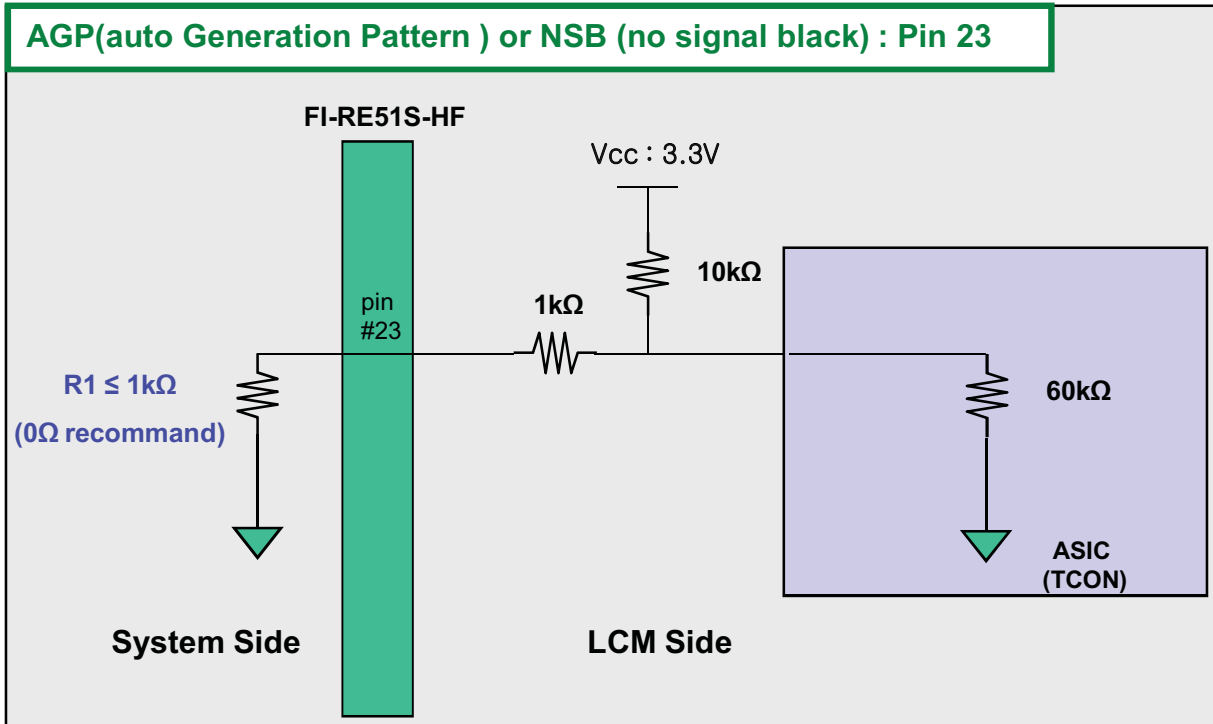 AGP(auto Generation Pattern ) or NSB (no signal black) : Pin 23
FI-RE51S-HF
Vcc : 3.3V
10kΩ
1kΩ
pin
#23
R1 ≤ 1kΩ
(0Ω recommand)
60kΩ
ASIC
(TCON)
System Side
LCM Side